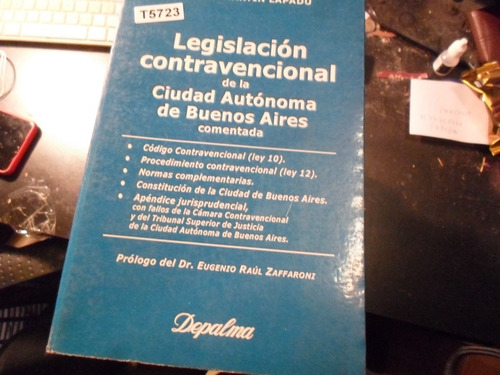 T5723
Legislación
contravencional
de la
Ciudad Autónoma
de Buenos Aires
comentada
• Código Contravencional (ley 10).
• Procedimiento contravencional (ley 12).
• Normas complementarias.
• Constitución de la Ciudad de Buenos Aires.
• Apéndice jurisprudencial,
con fallos de la Cámara Contravencional
y del Tribunal Superior de Justicia
de la Ciudad Autónoma de Buenos Aires.
Prólogo del Dr. EUGENIO RAÚL ZAFFARONI
Depalma